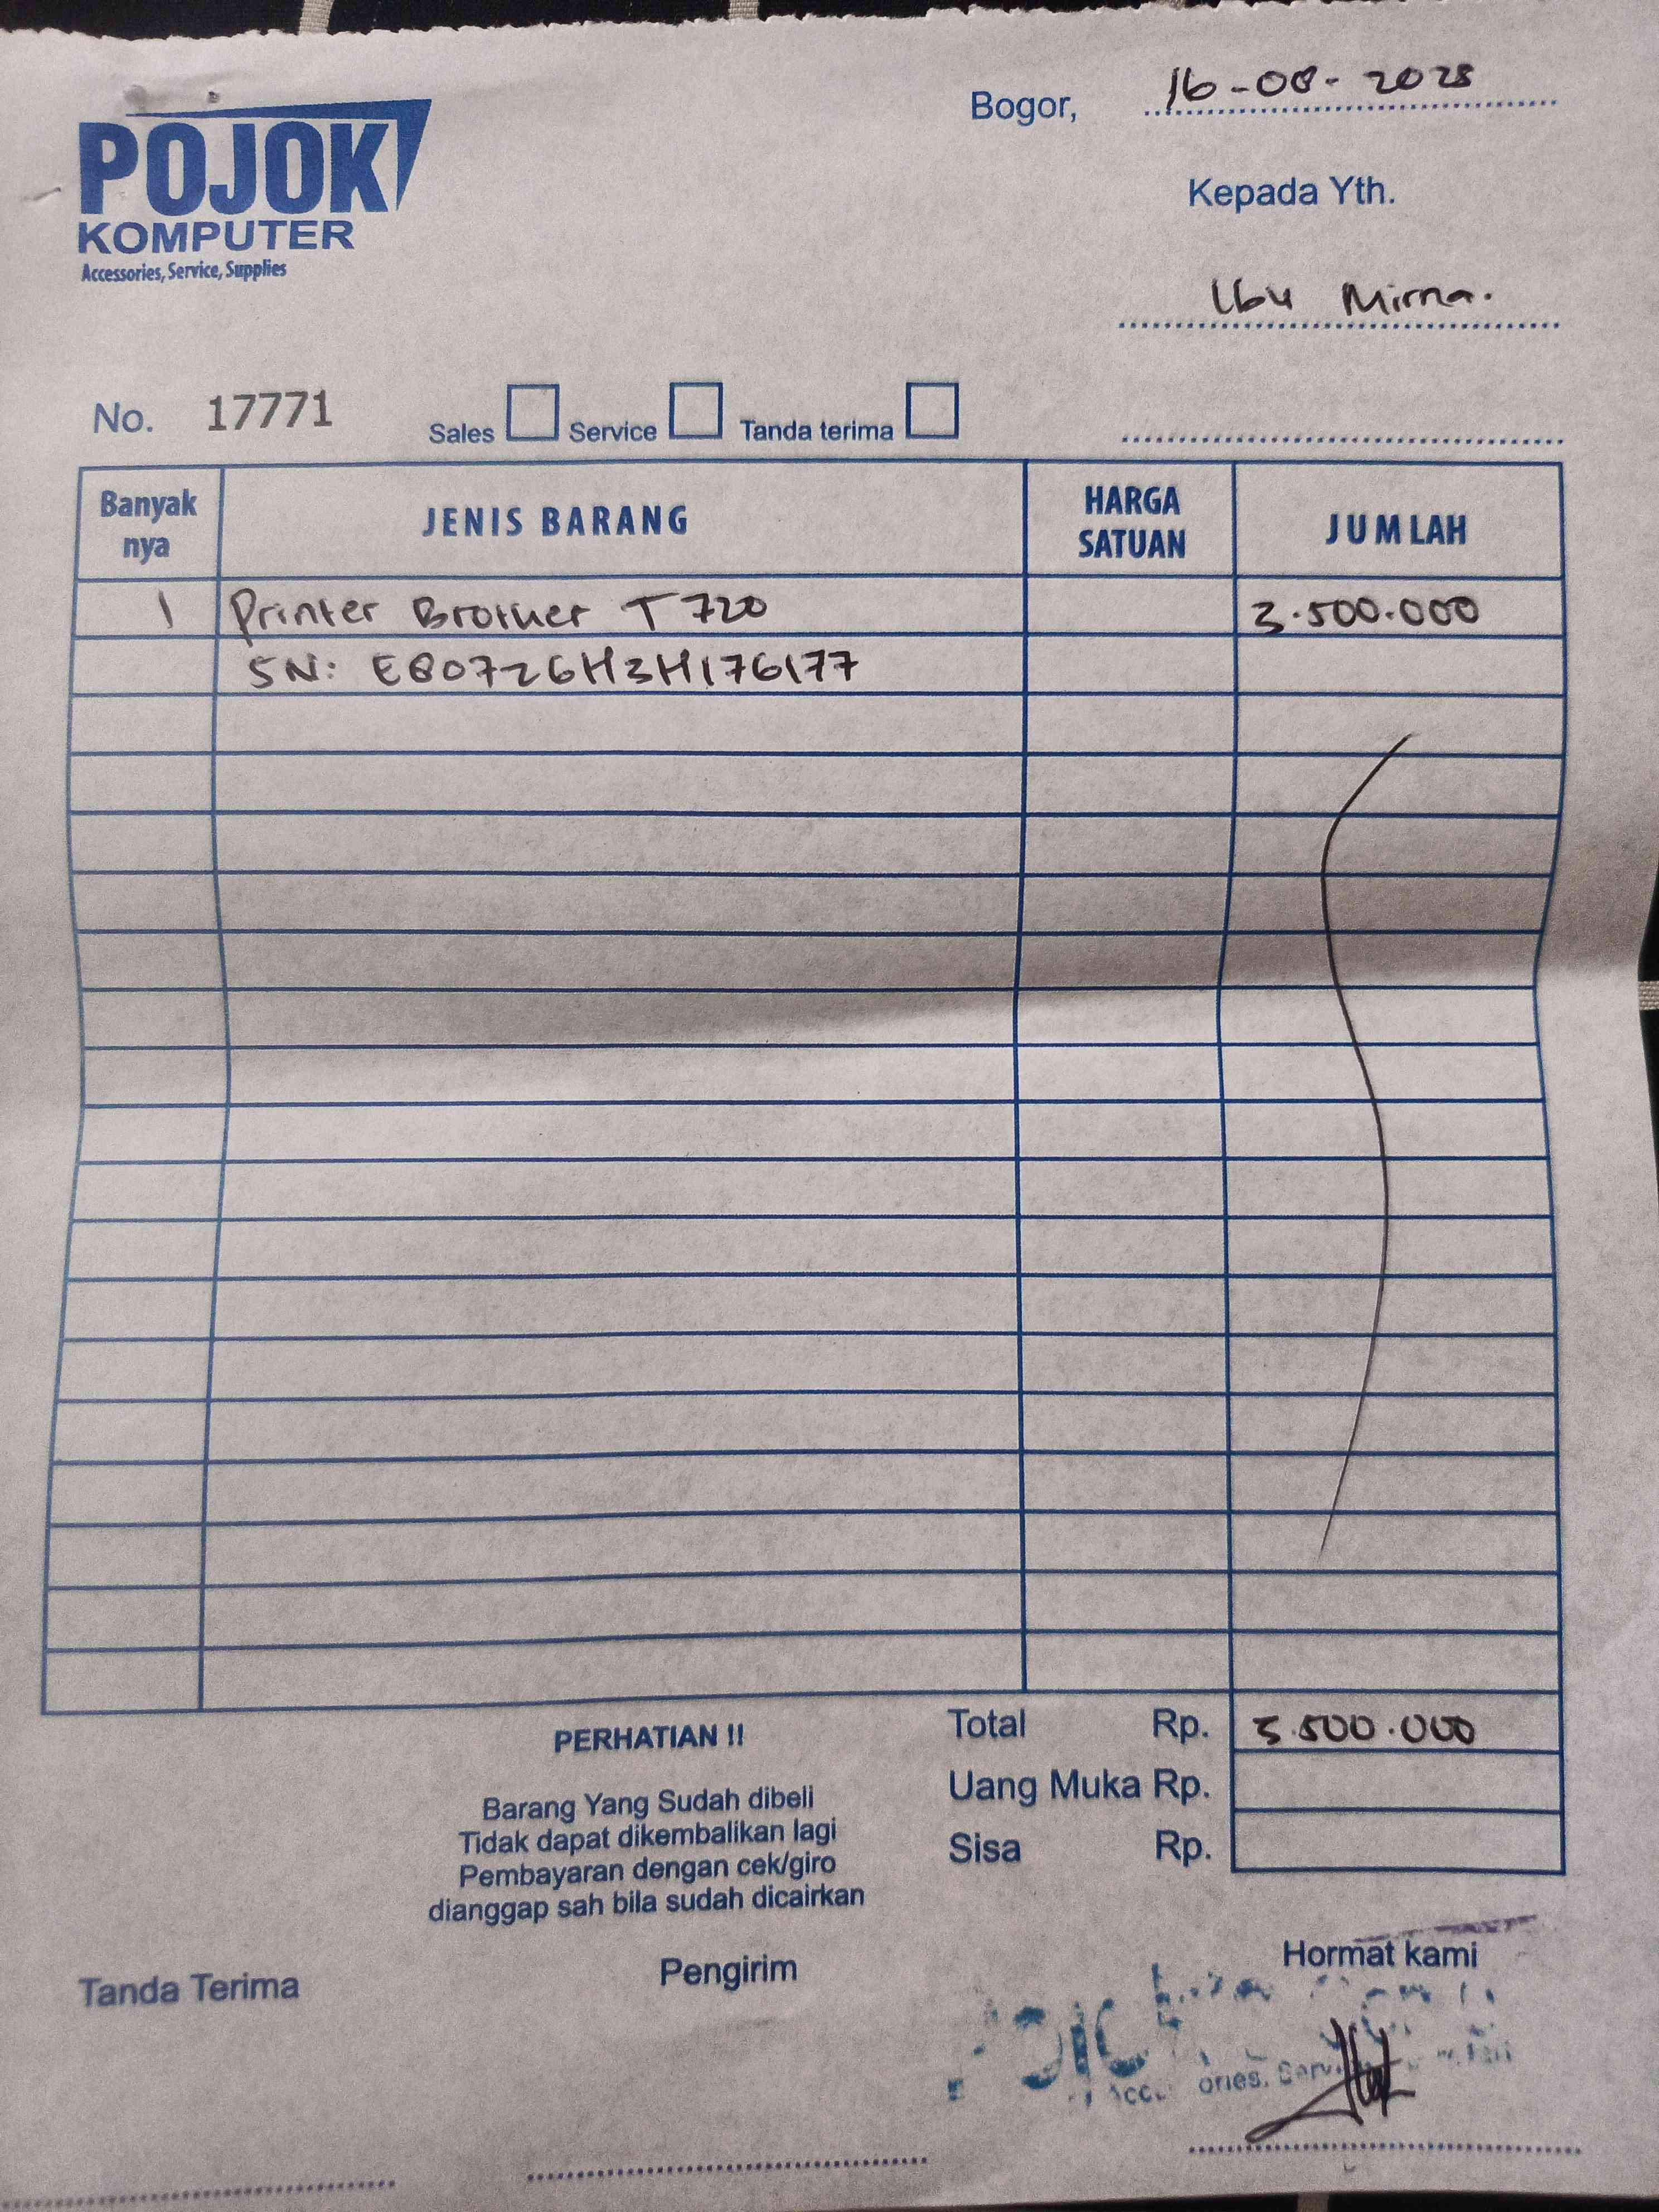 Bogor, 16-08-2025
POJOK
KOMPUTER
Accessories, Service, Supplies
Kepada Yth.
Ibu Mirna.
No. 17771 Sales Service Tanda terima
Banyak nya JENIS BARANG HARGA SATUAN JUMLAH
1 Printer Brother T720 3.500.000
SN: E80726H3H176177
Total Rp. 3.500.000
Uang Muka Rp.
Sisa Rp.
PERHATIAN !!
Barang Yang Sudah dibeli
Tidak dapat dikembalikan lagi
Pembayaran dengan cek/giro
dianggap sah bila sudah dicairkan
Tanda Terima Pengirim Hormat kami